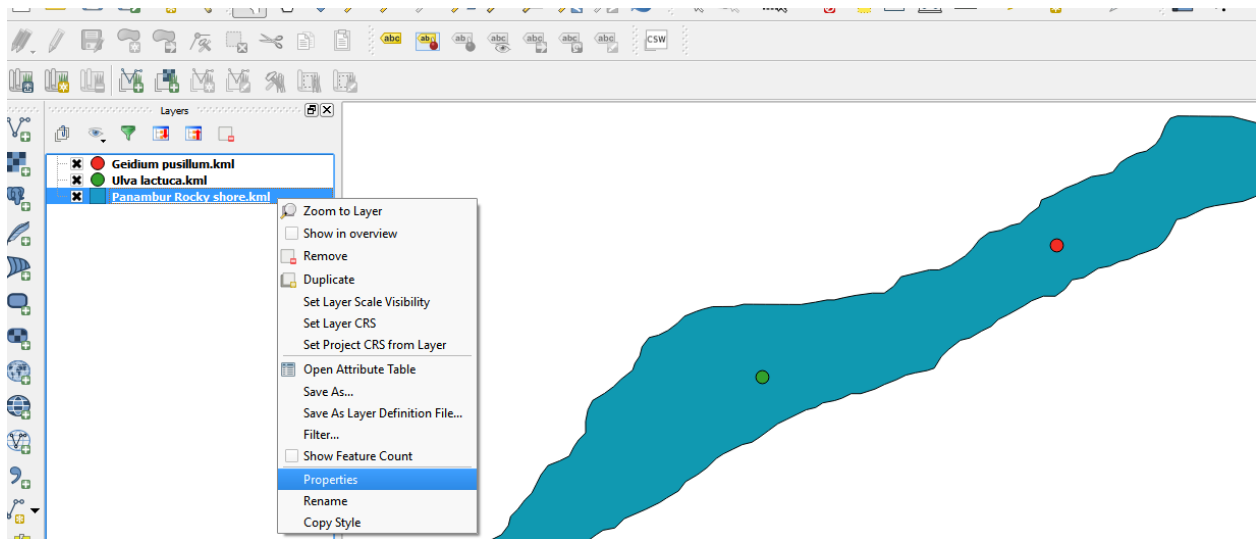 abc
abc
abc
abc
abc
abc
abc
CSW
Layers
Geidium pusillum.kml
Ulva lactuca.kml
Panambur Rocky shore.kml
Zoom to Layer
Show in overview
Remove
Duplicate
Set Layer Scale Visibility
Set Layer CRS
Set Project CRS from Layer
Open Attribute Table
Save As...
Save As Layer Definition File...
Filter...
Show Feature Count
Properties
Rename
Copy Style